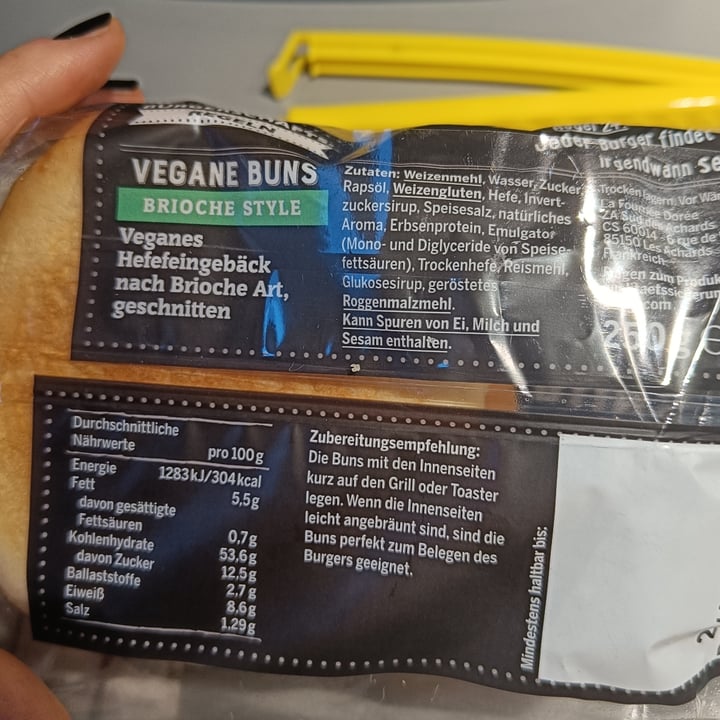 REGELN
VEGANE BUNS
BRIOCHE STYLE
Veganes
Hefefeingebäck
nach Brioche Art,
geschnitten
Zutaten: Weizenmehl, Wasser, Zucker,
Rapsöl, Weizengluten, Hefe, Invert-
zuckersirup, Speisesalz, natürliches
Aroma, Erbsenprotein, Emulgator
(Mono- und Diglyceride von Speise-
fettsäuren), Trockenhefe, Reismehl,
Glukosesirup, geröstetes
Roggenmalzmehl.
Kann Spuren von Ei, Milch und
Sesam enthalten.
Jeder Burger findet
irgendwann
Trocken lagern. Vor
La Fournée Dorée
ZA Sud
CS 60014
85150 Les Achards
Frankreich
Fragen zum
250 g
Durchschnittliche
Nährwerte pro 100 g
Energie 1283 kJ/304 kcal
Fett 5,5 g
davon gesättigte
Fettsäuren 0,7 g
Kohlenhydrate 53,6 g
davon Zucker 12,5 g
Ballaststoffe 2,7 g
Eiweiß 8,6 g
Salz 1,29 g
Zubereitungsempfehlung:
Die Buns mit den Innenseiten
kurz auf den Grill oder Toaster
legen. Wenn die Innenseiten
leicht angebräunt sind, sind die
Buns perfekt zum Belegen des
Burgers geeignet.
Mindestens haltbar bis: